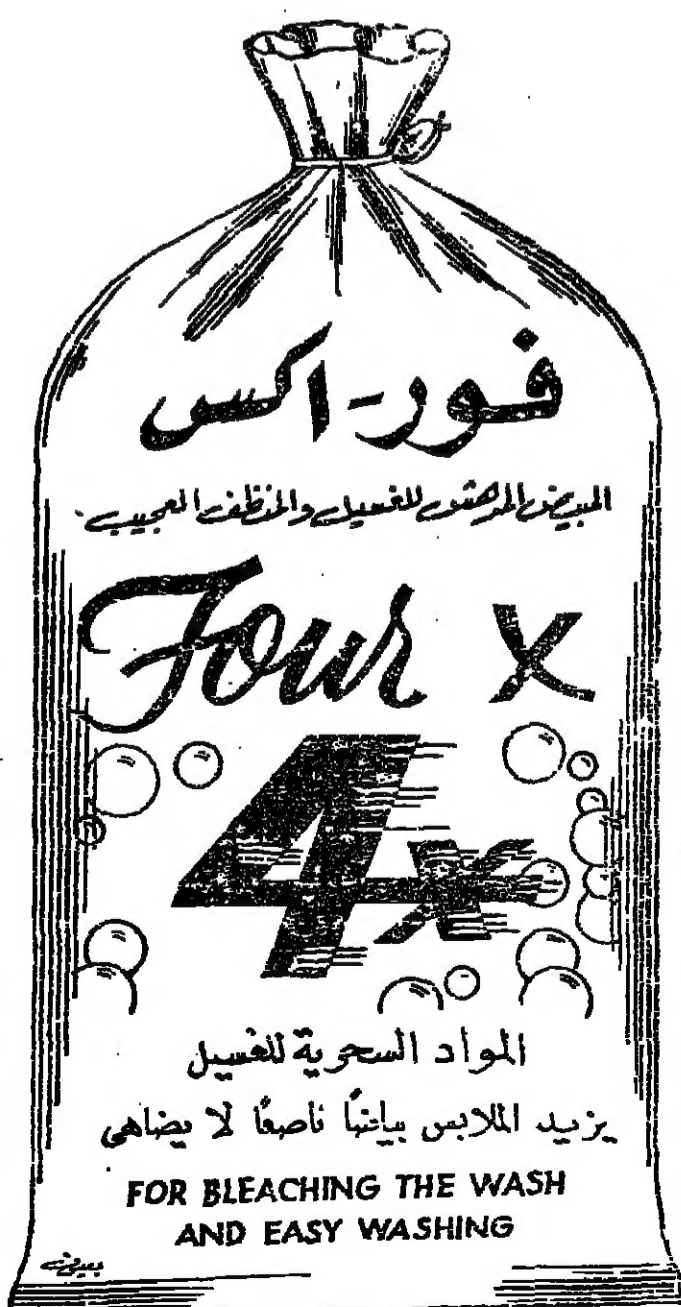 فور-اكس
المبيض المدهش للغسيل والمنظف العجيب
Four X
4x
المواد السحرية للغسيل
يزيد الملابس بياضًا ناصعًا لا يضاهى
FOR BLEACHING THE WASH
AND EASY WASHING